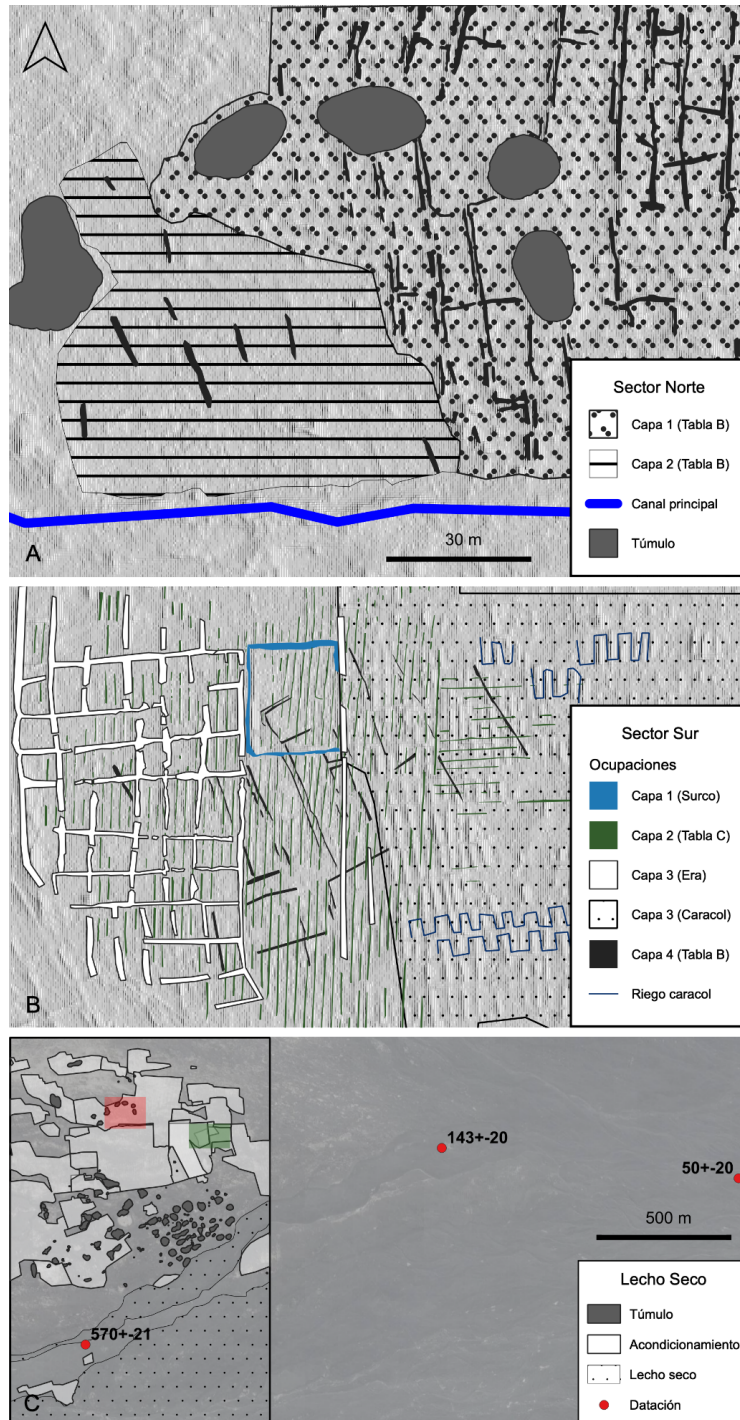 Sector Norte
Capa 1 (Tabla B)
Capa 2 (Tabla B)
Canal principal
Túmulo
A
30 m
Sector Sur
Ocupaciones
Capa 1 (Surco)
Capa 2 (Tabla C)
Capa 3 (Era)
Capa 3 (Caracol)
Capa 4 (Tabla B)
Riego caracol
B
143+-20
50+-20
500 m
570+-21
Lecho Seco
Túmulo
Acondicionamiento
Lecho seco
Datación
C